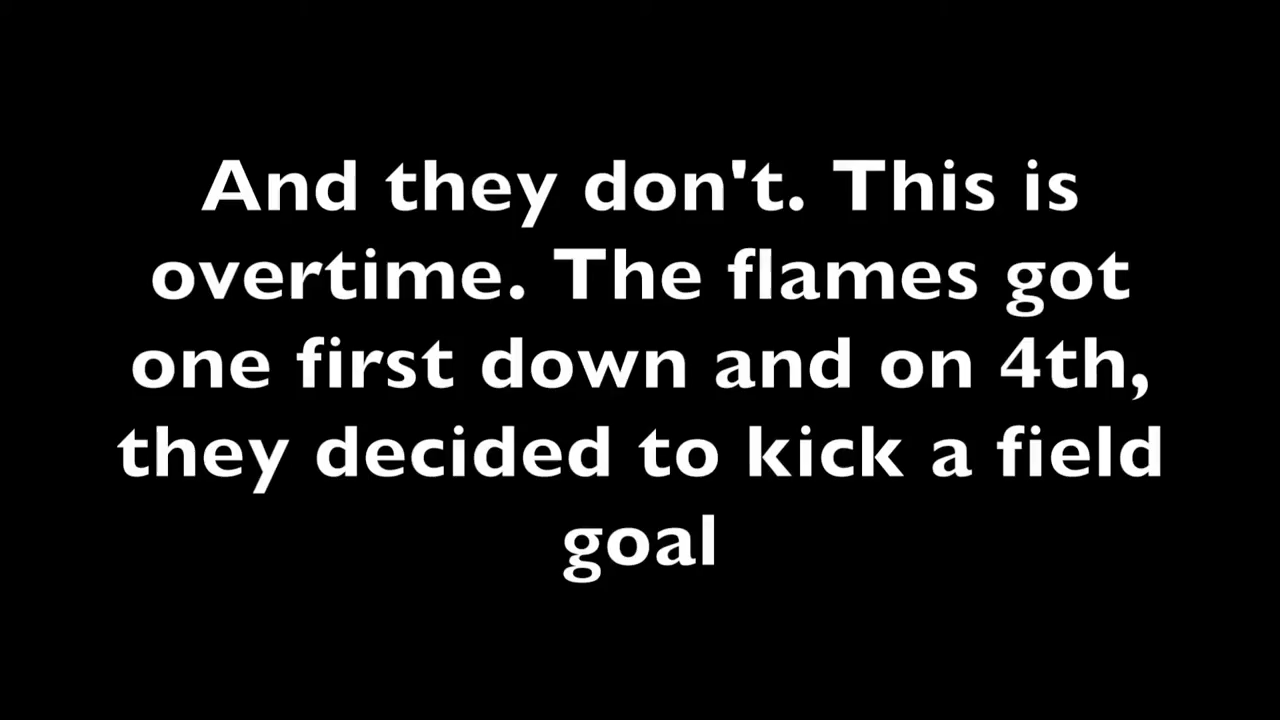 And they don't. This is
overtime. The flames got
one first down and on 4th,
they decided to kick a field
goal